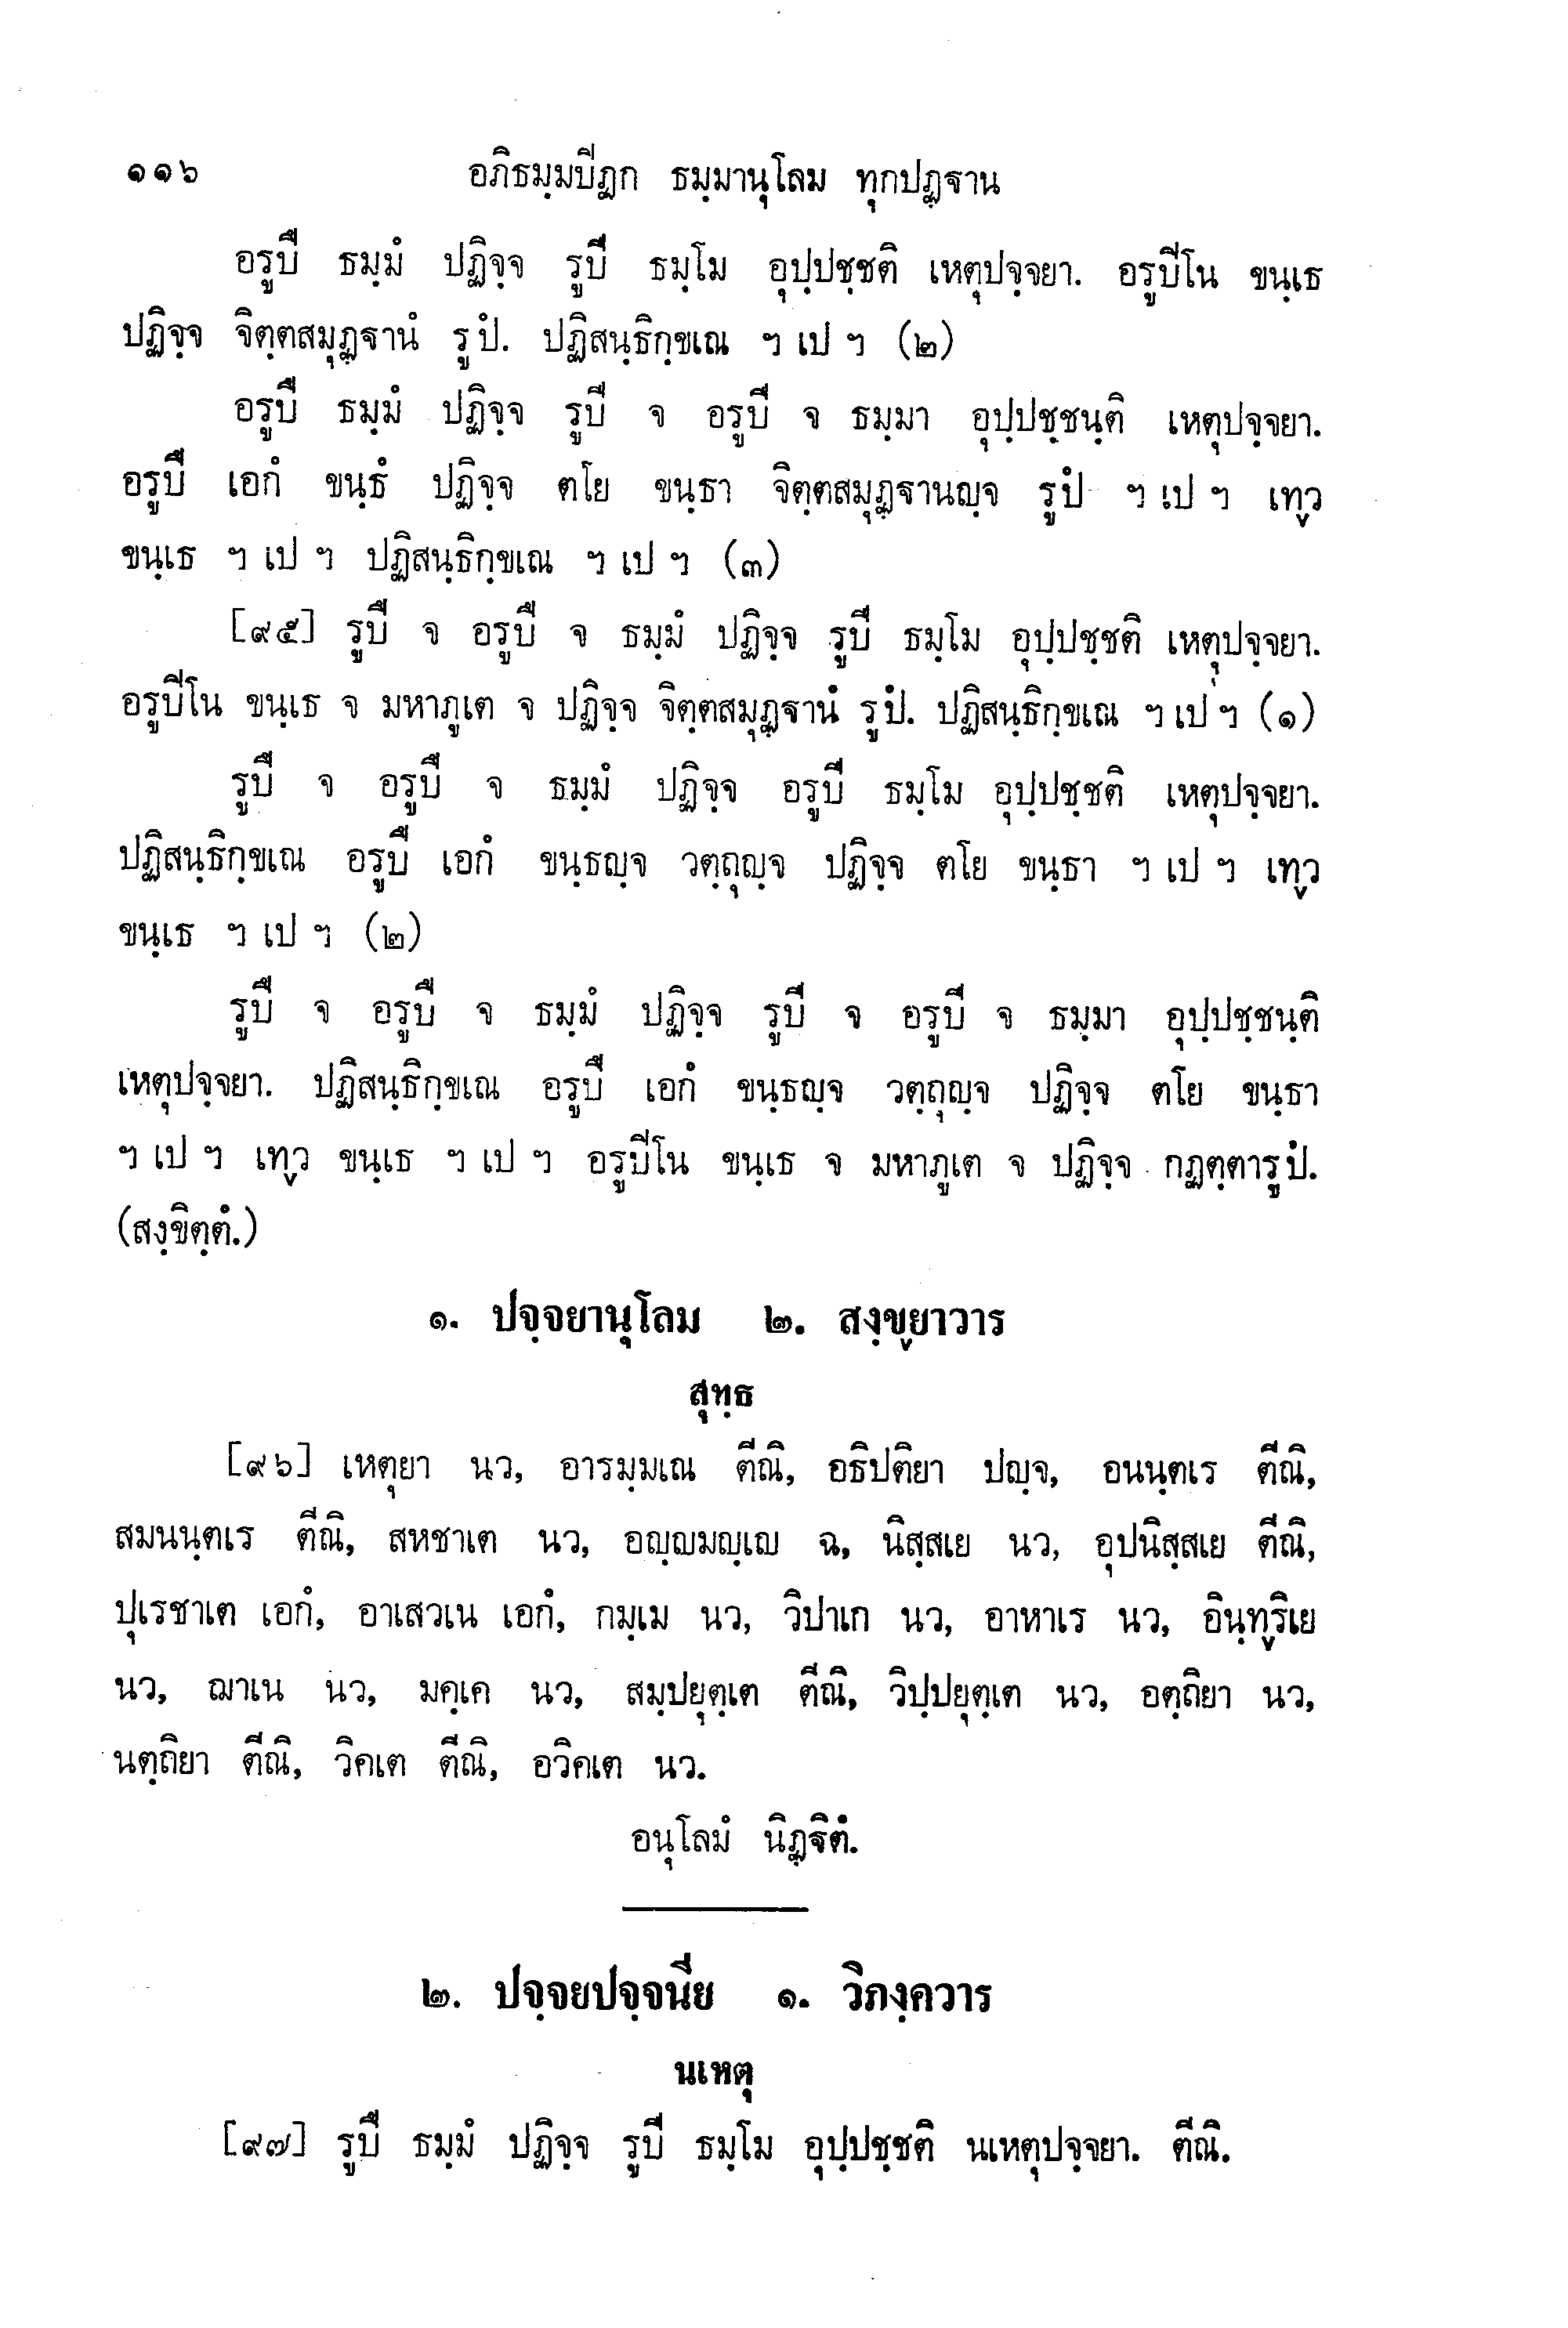 ๑๑๖ อภิธมฺมปิฏก ธมฺมานุโลม ทุกปฏฺฐาน
อรูปึ ธมฺมํ ปฏิจฺจ รูปี ธมฺโม อุปฺปชฺชติ เหตุปจฺจยา. อรูปีโน ขนฺเธ
ปฏิจฺจ จิตฺตสมุฏฺฐานํ รูปํ. ปฏิสนฺธิกฺขเณ ฯ เป ฯ (๒)
อรูปึ ธมฺมํ ปฏิจฺจ รูปี จ อรูปี จ ธมฺมา อุปฺปชฺชนฺติ เหตุปจฺจยา.
อรูปึ เอกํ ขนฺธํ ปฏิจฺจ ตโย ขนฺธา จิตฺตสมุฏฺฐานญฺจ รูปํ ฯ เป ฯ เทฺว
ขนฺเธ ฯ เป ฯ ปฏิสนฺธิกฺขเณ ฯ เป ฯ (๓)
[๙๕] รูปึ จ อรูปึ จ ธมฺมํ ปฏิจฺจ รูปี ธมฺโม อุปฺปชฺชติ เหตุปจฺจยา.
อรูปีโน ขนฺเธ จ มหาภูเต จ ปฏิจฺจ จิตฺตสมุฏฺฐานํ รูปํ. ปฏิสนฺธิกฺขเณ ฯ เป ฯ (๑)
รูปึ จ อรูปึ จ ธมฺมํ ปฏิจฺจ อรูปี ธมฺโม อุปฺปชฺชติ เหตุปจฺจยา.
ปฏิสนฺธิกฺขเณ อรูปึ เอกํ ขนฺธญฺจ วตฺถุญฺจ ปฏิจฺจ ตโย ขนฺธา ฯ เป ฯ เทฺว
ขนฺเธ ฯ เป ฯ (๒)
รูปึ จ อรูปึ จ ธมฺมํ ปฏิจฺจ รูปี จ อรูปี จ ธมฺมา อุปฺปชฺชนฺติ
เหตุปจฺจยา. ปฏิสนฺธิกฺขเณ อรูปึ เอกํ ขนฺธญฺจ วตฺถุญฺจ ปฏิจฺจ ตโย ขนฺธา
ฯ เป ฯ เทฺว ขนฺเธ ฯ เป ฯ อรูปีโน ขนฺเธ จ มหาภูเต จ ปฏิจฺจ กฏตฺตารูปํ.
(สงฺขิตฺตํ.)
๑. ปจฺจยานุโลม ๒. สงฺขฺยาวาร
สุทฺธ
[๙๖] เหตุยา นว, อารมฺมเณ ตีณิ, อธิปติยา ปญฺจ, อนนฺตเร ตีณิ,
สมนนฺตเร ตีณิ, สหชาเต นว, อญฺญมญฺเญ ฉ, นิสฺสเย นว, อุปนิสฺสเย ตีณิ,
ปุเรชาเต เอกํ, อาเสวเน เอกํ, กมฺเม นว, วิปาเก นว, อาหาเร นว, อินฺทฺริเย
นว, ฌาเน นว, มคฺเค นว, สมฺปยุตฺเต ตีณิ, วิปฺปยุตฺเต นว, อตฺถิยา นว,
นตฺถิยา ตีณิ, วิคเต ตีณิ, อวิคเต นว.
อนุโลมํ นิฏฺฐิตํ.
๒. ปจฺจยปจฺจนีย ๑. วิภงฺควาร
นเหตุ
[๙๗] รูปึ ธมฺมํ ปฏิจฺจ รูปี ธมฺโม อุปฺปชฺชติ นเหตุปจฺจยา. ตีณิ.